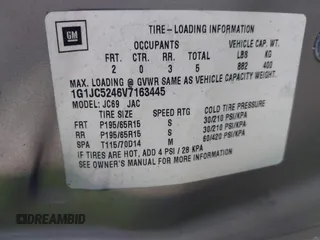 GM
TIRE-LOADING INFORMATION
OCCUPANTS VEHICLE CAP. WT.
FRT. CTR. RR. TOTAL LBS KG
2 0 3 5 882 400
MAX. LOADING @ GVWR SAME AS VEHICLE CAPACITY WEIGHT
1G1JC5246V7163445
MODEL: JC69 JAC
TIRE SIZE SPEED RTG COLD TIRE PRESSURE
FRT P195/65R15 S 30/210 PSI/KPA
RR P195/65R15 S 30/210 PSI/KPA
SPA T115/70D14 M 60/420 PSI/KPA
IF TIRES ARE HOT, ADD 4 PSI / 28 KPA
SEE OWNER'S MANUAL FOR ADDITIONAL INFORMATION
DREAMBID